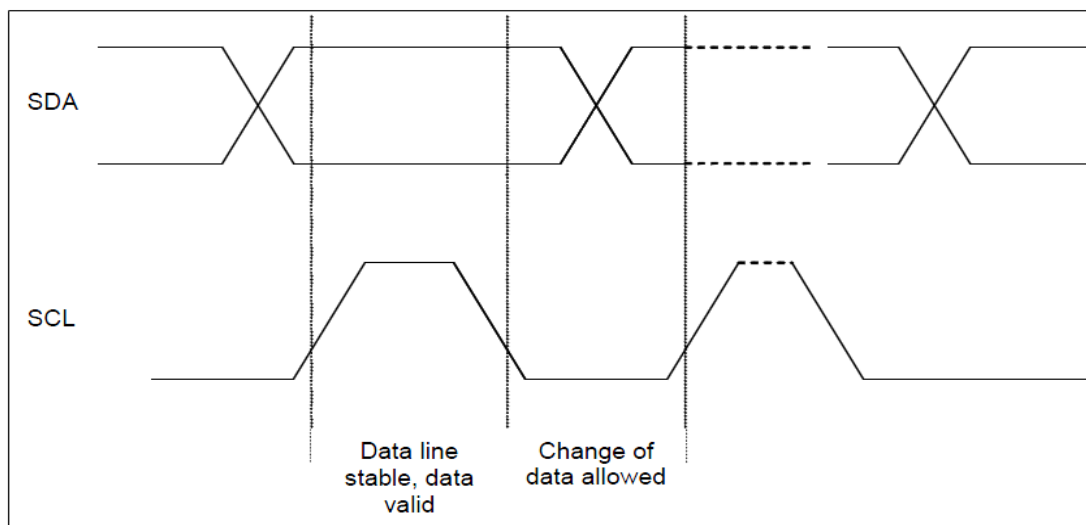 SDA
SCL
Data line
stable, data
valid
Change of
data allowed